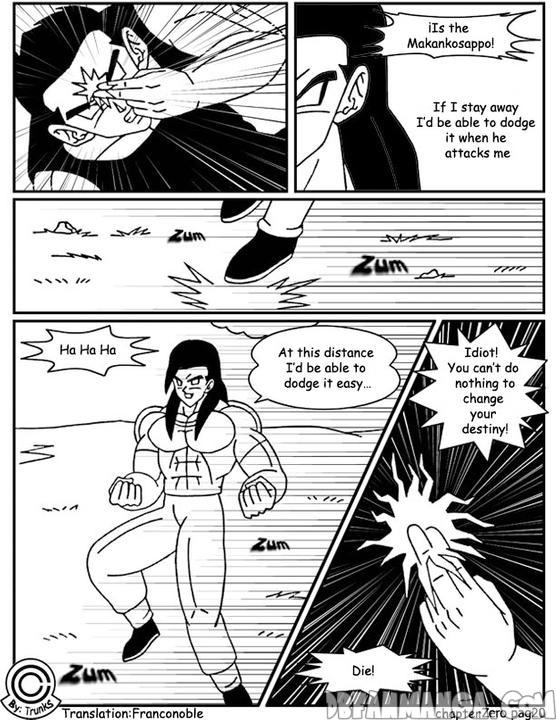 iIs the
Makankosappo!
If I stay away
I'd be able to dodge
it when he
attacks me
Zum
Zum
Ha Ha Ha
At this distance
I'd be able to
dodge it easy...
Idiot!
You can't do
nothing to
change
your
destiny!
Zum
Zum
Die!
By: Trunks
Translation:Franconoble
chapter Zero pag20
DBFANMANGA.COM